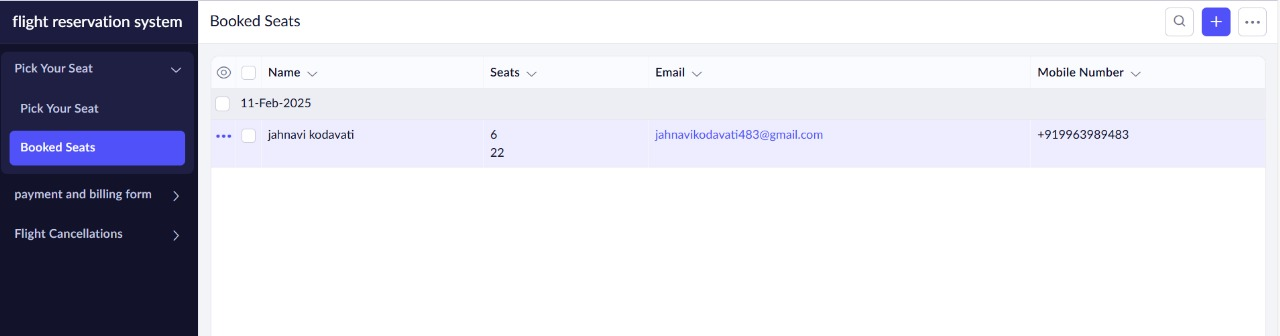 flight reservation system
Booked Seats
Pick Your Seat
Pick Your Seat
Booked Seats
payment and billing form
Flight Cancellations
Name Seats Email Mobile Number
11-Feb-2025
jahnavi kodavati 6 jahnavikodavati483@gmail.com +919963989483
22